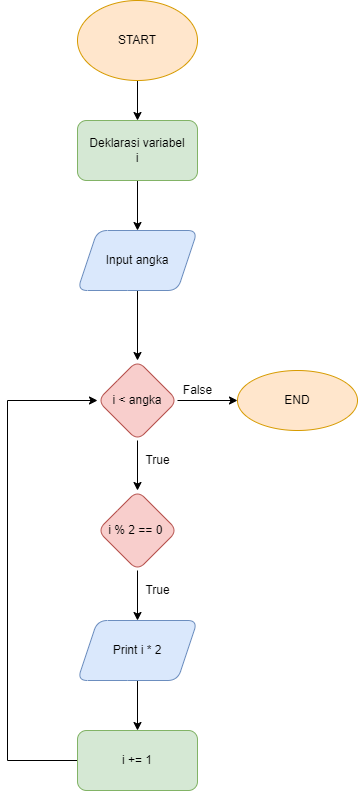 START
Deklarasi variabel
i
Input angka
i < angka
False
END
True
i % 2 == 0
True
Print i * 2
i += 1